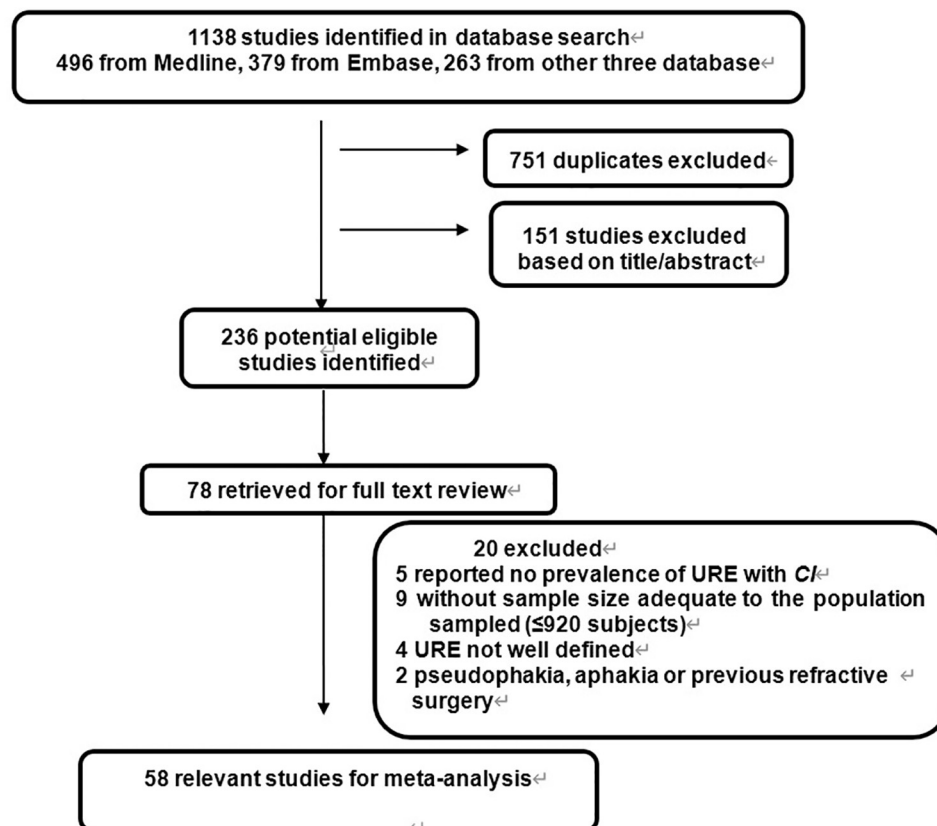 1138 studies identified in database search↵
496 from Medline, 379 from Embase, 263 from other three database↵
751 duplicates excluded←
151 studies excluded
based on title/abstract↵
236 potential eligible
↵
studies identified↵
78 retrieved for full text review↵
20 excluded↵
5 reported no prevalence of URE with CI↵
9 without sample size adequate to the population
sampled (≤920 subjects)↵
4 URE not well defined↵
2 pseudophakia, aphakia or previous refractive ↵
surgery↵
58 relevant studies for meta-analysis↵
↵